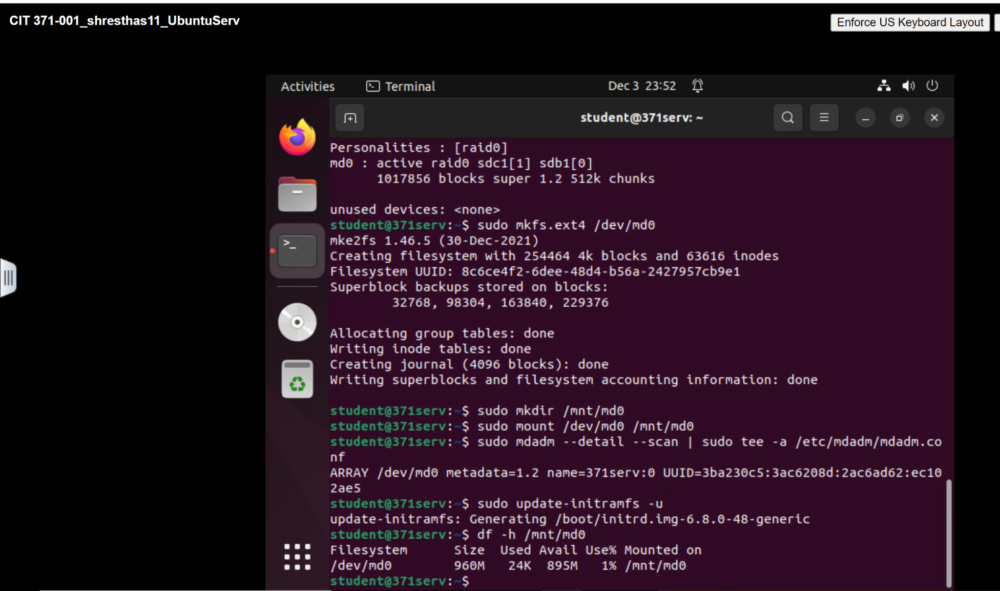 CIT 371-001_shresthas11_UbuntuServ
Enforce US Keyboard Layout
Activities
Terminal
Dec 3 23:52
student@371serv: ~
Personalities : [raid0]
md0 : active raid0 sdc1[1] sdb1[0]
      1017856 blocks super 1.2 512k chunks
unused devices: <none>
student@371serv:~$ sudo mkfs.ext4 /dev/md0
mke2fs 1.46.5 (30-Dec-2021)
Creating filesystem with 254464 4k blocks and 63616 inodes
Filesystem UUID: 8c6ce4f2-6dee-48d4-b56a-2427957cb9e1
Superblock backups stored on blocks:
        32768, 98304, 163840, 229376
Allocating group tables: done
Writing inode tables: done
Creating journal (4096 blocks): done
Writing superblocks and filesystem accounting information: done
student@371serv:~$ sudo mkdir /mnt/md0
student@371serv:~$ sudo mount /dev/md0 /mnt/md0
student@371serv:~$ sudo mdadm --detail --scan | sudo tee -a /etc/mdadm/mdadm.co
nf
ARRAY /dev/md0 metadata=1.2 name=371serv:0 UUID=3ba230c5:3ac6208d:2ac6ad62:ec10
2ae5
student@371serv:~$ sudo update-initramfs -u
update-initramfs: Generating /boot/initrd.img-6.8.0-48-generic
student@371serv:~$ df -h /mnt/md0
Filesystem      Size  Used Avail Use% Mounted on
/dev/md0        960M   24K  895M   1% /mnt/md0
student@371serv:~$